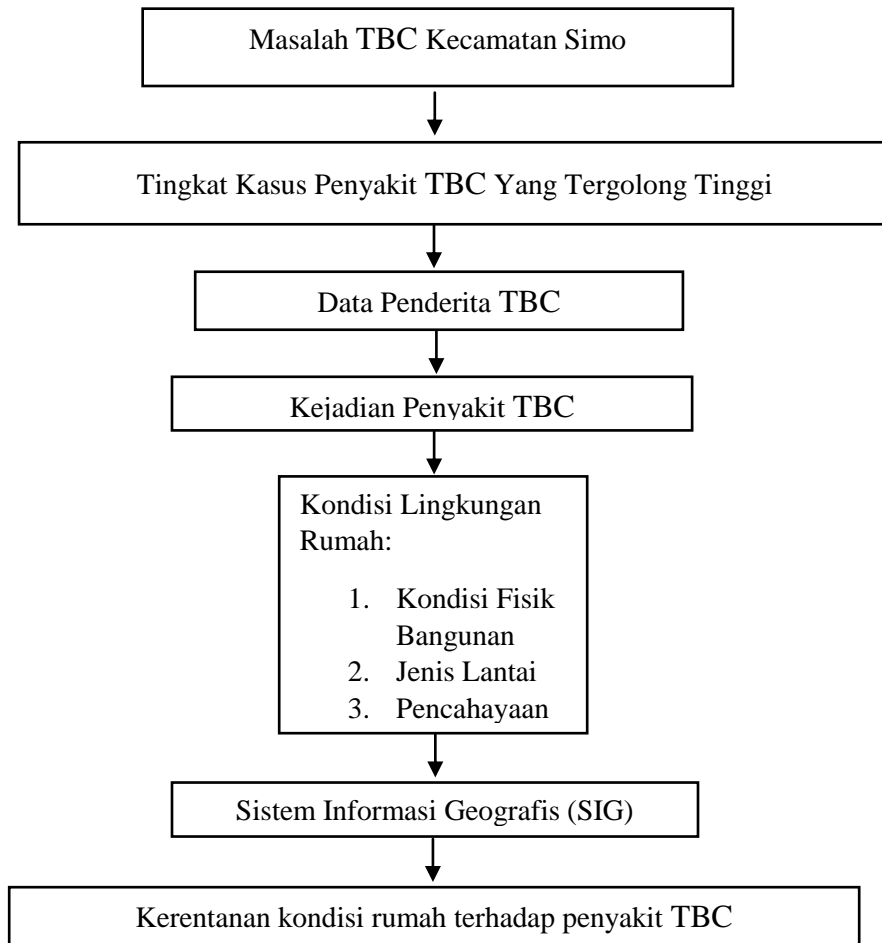 Masalah TBC Kecamatan Simo
Tingkat Kasus Penyakit TBC Yang Tergolong Tinggi
Data Penderita TBC
Kejadian Penyakit TBC
Kondisi Lingkungan
Rumah:
1. Kondisi Fisik
Bangunan
2. Jenis Lantai
3. Pencahayaan
Sistem Informasi Geografis (SIG)
Kerentanan kondisi rumah terhadap penyakit TBC